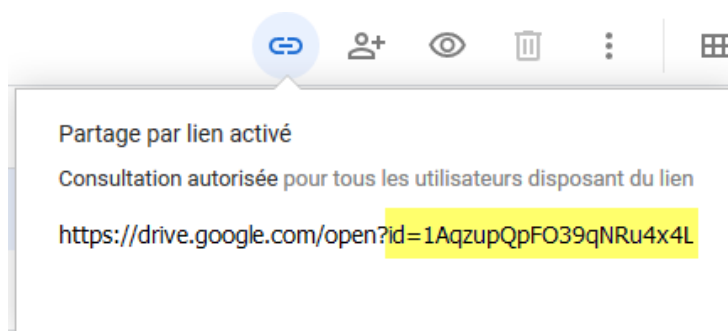 Partage par lien activé
Consultation autorisée pour tous les utilisateurs disposant du lien
https://drive.google.com/open?id=1AqzupQpFO39qNRu4x4L